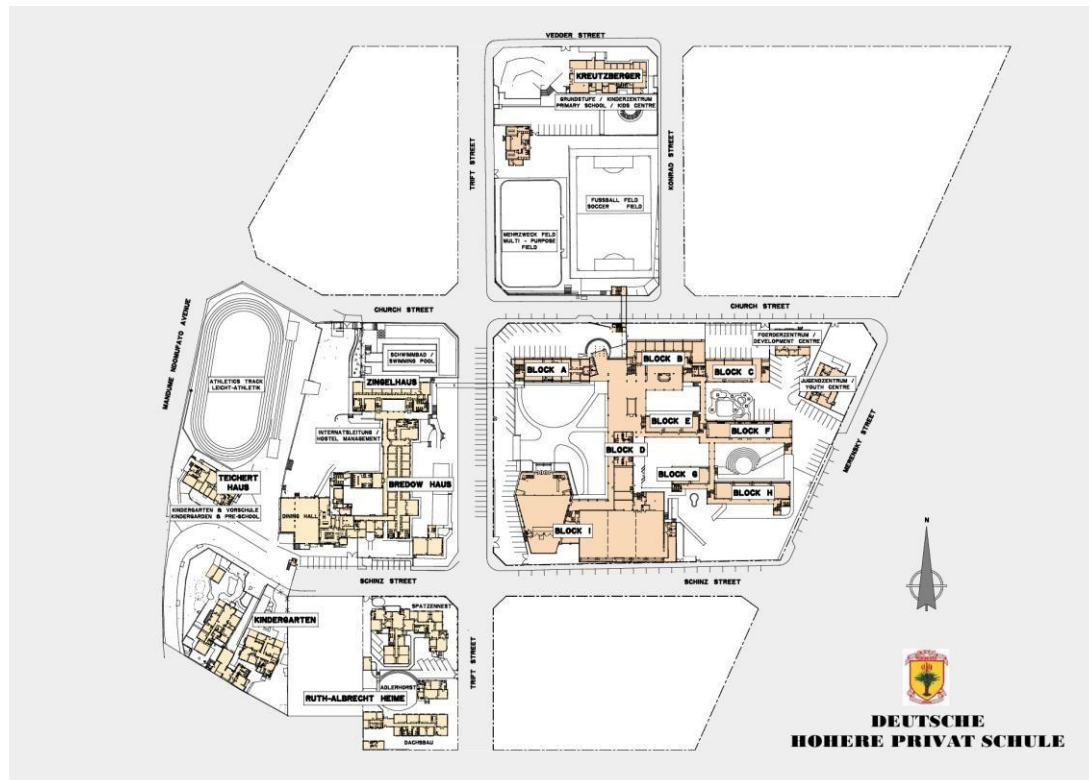 VEDDER STREET
KREUTZBERGER
GRUNDSTUFE / KINDERZENTRUM
PRIMARY SCHOOL / KIDS CENTRE
TRIFT STREET
KONRAD STREET
FUSSBALL FELD
SOCCER FIELD
MEHRZWECK FELD
MULTI - PURPOSE
FIELD
MANDUME NDOMUFAYO AVENUE
CHURCH STREET
CHURCH STREET
ATHLETICS TRACK
LEICHT-ATHLETIK
SCHWIMMBAD /
SWIMMING POOL
ZINGELHAUS
INTERNATSLEITUNG /
HOSTEL MANAGEMENT
BLOCK A
BLOCK B
BLOCK C
FOERDERZENTRUM /
DEVELOPMENT CENTRE
JUGENDZENTRUM /
YOUTH CENTRE
BLOCK E
BLOCK F
BLOCK D
BLOCK G
BLOCK H
BLOCK I
MERENSKY STREET
TEICHERT
HAUS
KINDERGARTEN & VORSCHULE
KINDERGARDEN & PRE-SCHOOL
BREDOW HAUS
DINING HALL
SCHINZ STREET
SCHINZ STREET
KINDERGARTEN
SPATZENNEST
TRIFT STREET
ADLERHORST
RUTH-ALBRECHT HEIME
DACHSBAU
N
DEUTSCHE
HOHERE PRIVAT SCHULE